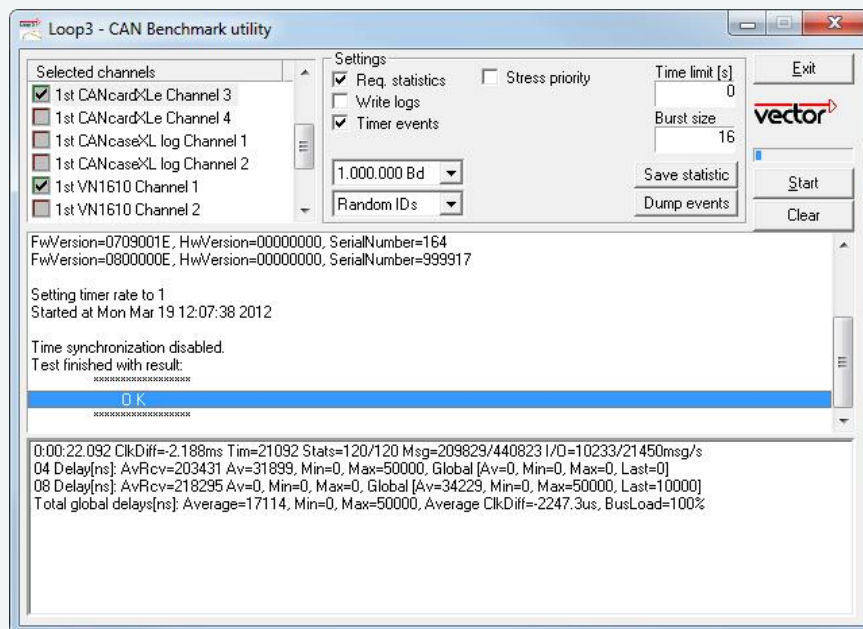 Loop3 - CAN Benchmark utility
Selected channels
1st CANcardXLe Channel 3
1st CANcardXLe Channel 4
1st CANcaseXL log Channel 1
1st CANcaseXL log Channel 2
1st VN1610 Channel 1
1st VN1610 Channel 2
Settings
Req. statistics
Write logs
Timer events
Stress priority
Time limit [s]
0
Burst size
16
1.000.000 Bd
Random IDs
Save statistic
Dump events
Exit
vector
Start
Clear
FwVersion=0709001E, HwVersion=00000000, SerialNumber=164
FwVersion=0800000E, HwVersion=00000000, SerialNumber=999917
Setting timer rate to 1
Started at Mon Mar 19 12:07:38 2012
Time synchronization disabled.
Test finished with result:
******************
O K
******************
0:00:22.092 ClkDiff=-2.188ms Tim=21092 Stats=120/120 Msg=209829/440823 I/O=10233/21450msg/s
04 Delay[ns]: AvRcv=203431 Av=31899, Min=0, Max=50000, Global [Av=0, Min=0, Max=0, Last=0]
08 Delay[ns]: AvRcv=218295 Av=0, Min=0, Max=0, Global [Av=34229, Min=0, Max=50000, Last=10000]
Total global delays[ns]: Average=17114, Min=0, Max=50000, Average ClkDiff=-2247.3us, BusLoad=100%